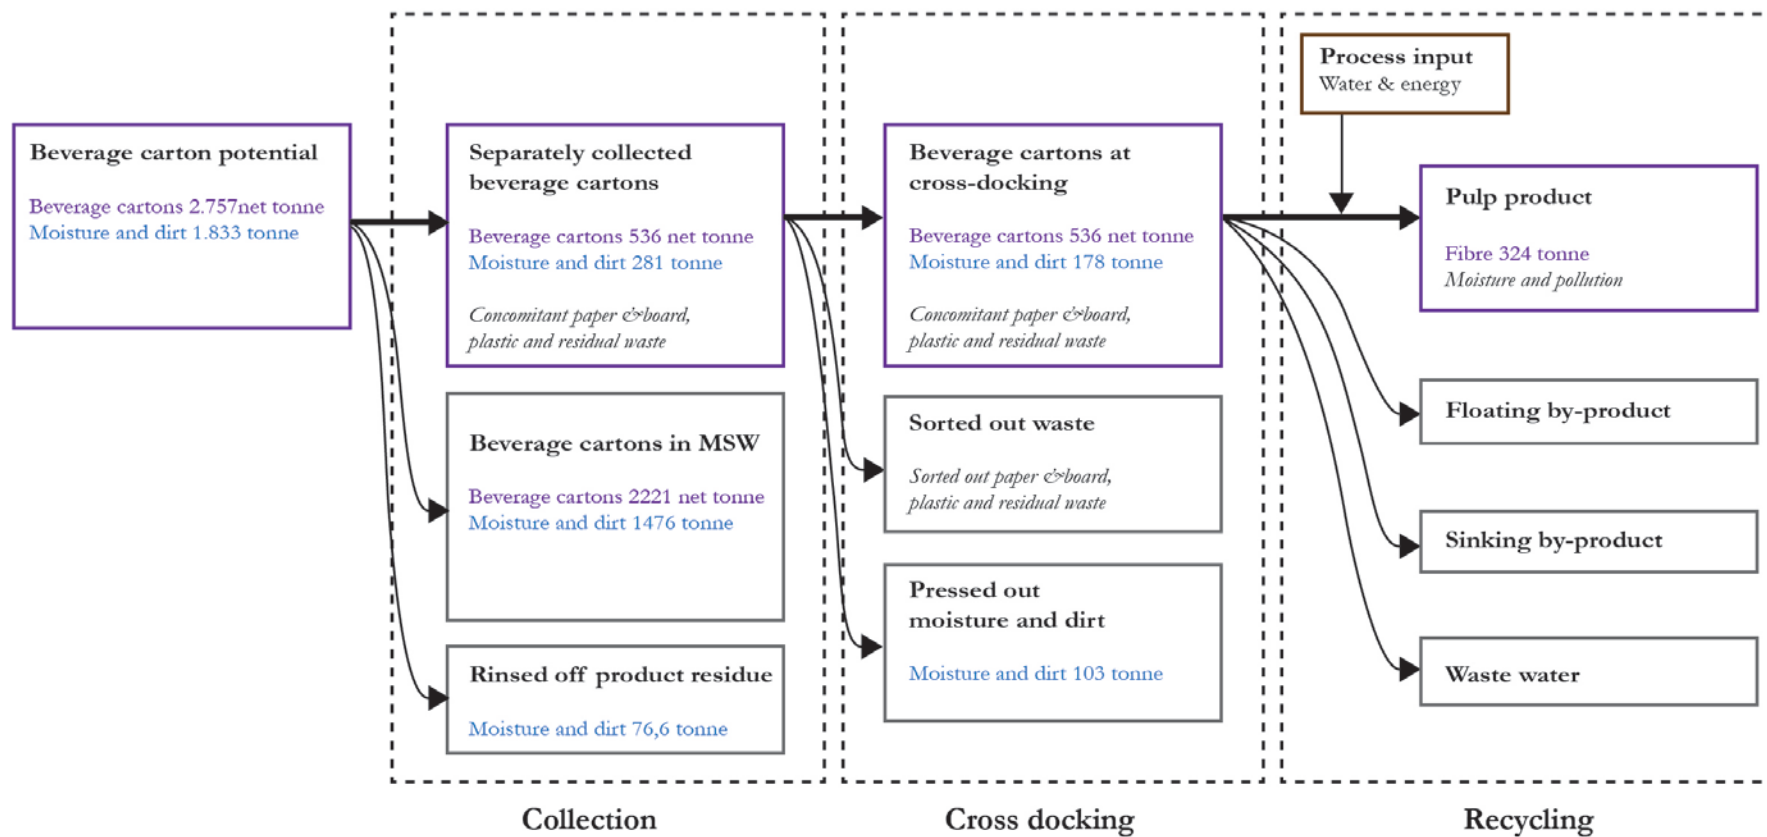 Beverage carton potential
Beverage cartons 2.757net tonne
Moisture and dirt 1.833 tonne
Separately collected
beverage cartons
Beverage cartons 536 net tonne
Moisture and dirt 281 tonne
Concomitant paper &board,
plastic and residual waste
Beverage cartons in MSW
Beverage cartons 2221 net tonne
Moisture and dirt 1476 tonne
Rinsed off product residue
Moisture and dirt 76,6 tonne
Collection
Beverage cartons at
cross-docking
Beverage cartons 536 net tonne
Moisture and dirt 178 tonne
Concomitant paper &board,
plastic and residual waste
Sorted out waste
Sorted out paper &board,
plastic and residual waste
Pressed out
moisture and dirt
Moisture and dirt 103 tonne
Cross docking
Process input
Water & energy
Pulp product
Fibre 324 tonne
Moisture and pollution
Floating by-product
Sinking by-product
Waste water
Recycling